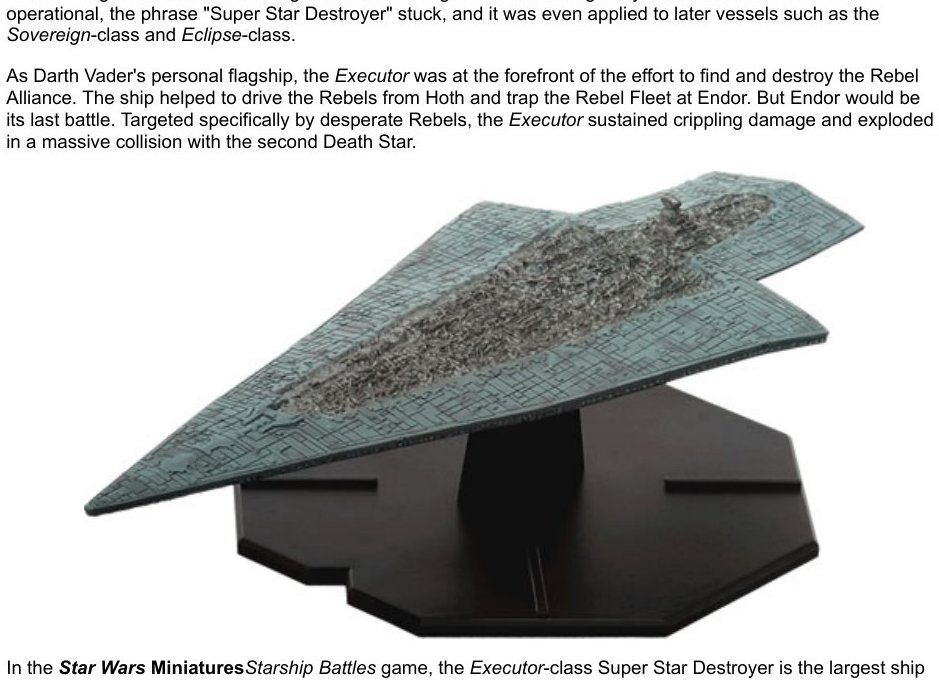 operational, the phrase "Super Star Destroyer" stuck, and it was even applied to later vessels such as the
Sovereign-class and Eclipse-class.
As Darth Vader's personal flagship, the Executor was at the forefront of the effort to find and destroy the Rebel
Alliance. The ship helped to drive the Rebels from Hoth and trap the Rebel Fleet at Endor. But Endor would be
its last battle. Targeted specifically by desperate Rebels, the Executor sustained crippling damage and exploded
in a massive collision with the second Death Star.
In the Star Wars MiniaturesStarship Battles game, the Executor-class Super Star Destroyer is the largest ship